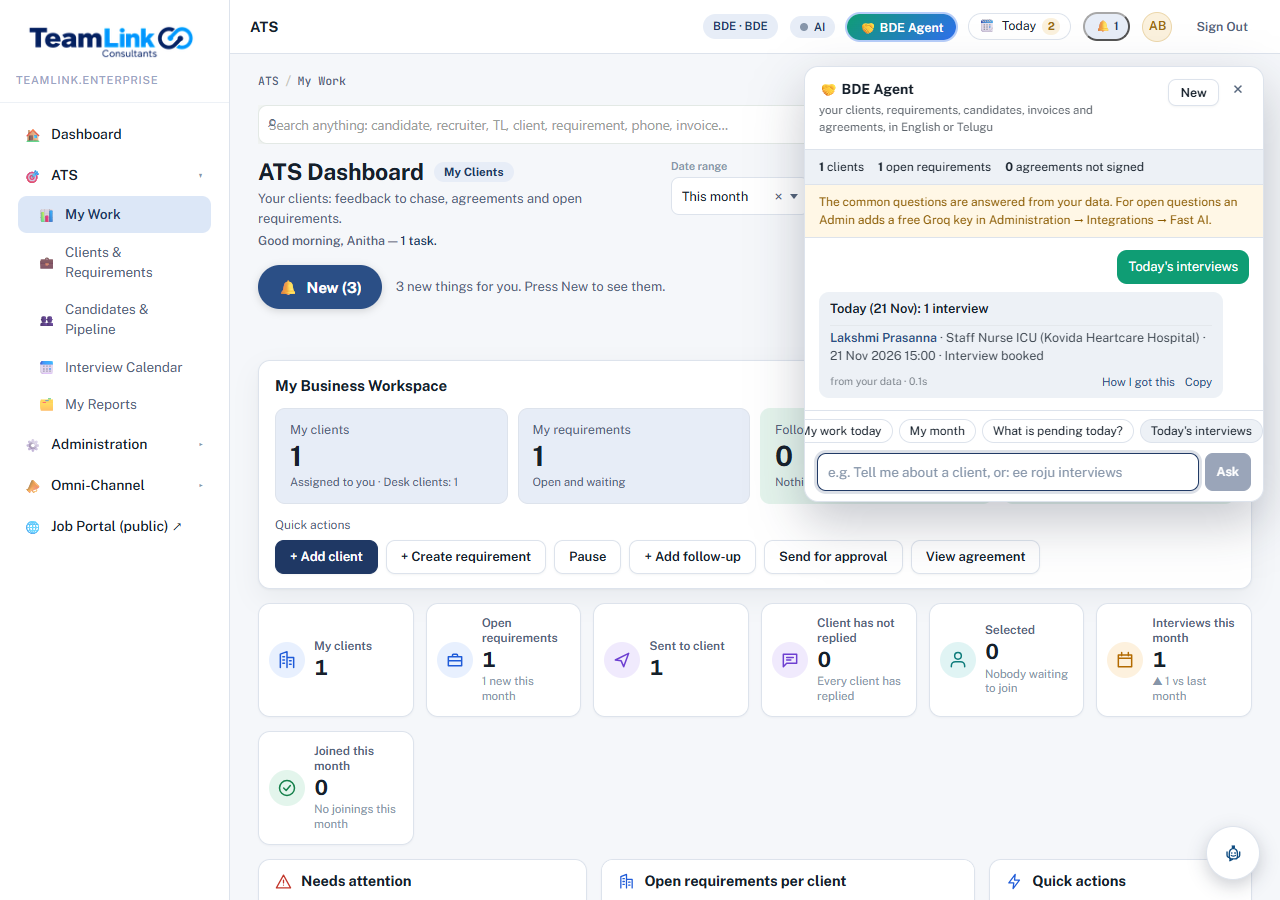 TeamLink
Consultants
TEAMLINK.ENTERPRISE
Dashboard
ATS
My Work
Clients &
Requirements
Candidates &
Pipeline
Interview Calendar
My Reports
Administration
Omni-Channel
Job Portal (public) ↗
ATS
BDE · BDE
AI
BDE Agent
Today 2
1
AB
Sign Out
ATS / My Work
Search anything: candidate, recruiter, TL, client, requirement, phone, invoice...
ATS Dashboard
My Clients
Your clients: feedback to chase, agreements and open
requirements.
Good morning, Anitha — 1 task.
Date range
This month × ▾
New (3)
3 new things for you. Press New to see them.
My Business Workspace
My clients
1
Assigned to you · Desk clients: 1
My requirements
1
Open and waiting
Follo
0
Nothi
Quick actions
+ Add client
+ Create requirement
Pause
+ Add follow-up
Send for approval
View agreement
My clients
1
Open
requirements
1
1 new this
month
Sent to client
1
Client has not
replied
0
Every client has
replied
Selected
0
Nobody waiting
to join
Interviews this
month
1
▲ 1 vs last
month
Joined this
month
0
No joinings this
month
Needs attention
Open requirements per client
Quick actions
BDE Agent
New
×
your clients, requirements, candidates, invoices and
agreements, in English or Telugu
1 clients 1 open requirements 0 agreements not signed
The common questions are answered from your data. For open questions an
Admin adds a free Groq key in Administration → Integrations → Fast AI.
Today's interviews
Today (21 Nov): 1 interview
Lakshmi Prasanna · Staff Nurse ICU (Kovida Heartcare Hospital) ·
21 Nov 2026 15:00 · Interview booked
from your data · 0.1s
How I got this Copy
My work today
My month
What is pending today?
Today's interviews
e.g. Tell me about a client, or: ee roju interviews
Ask